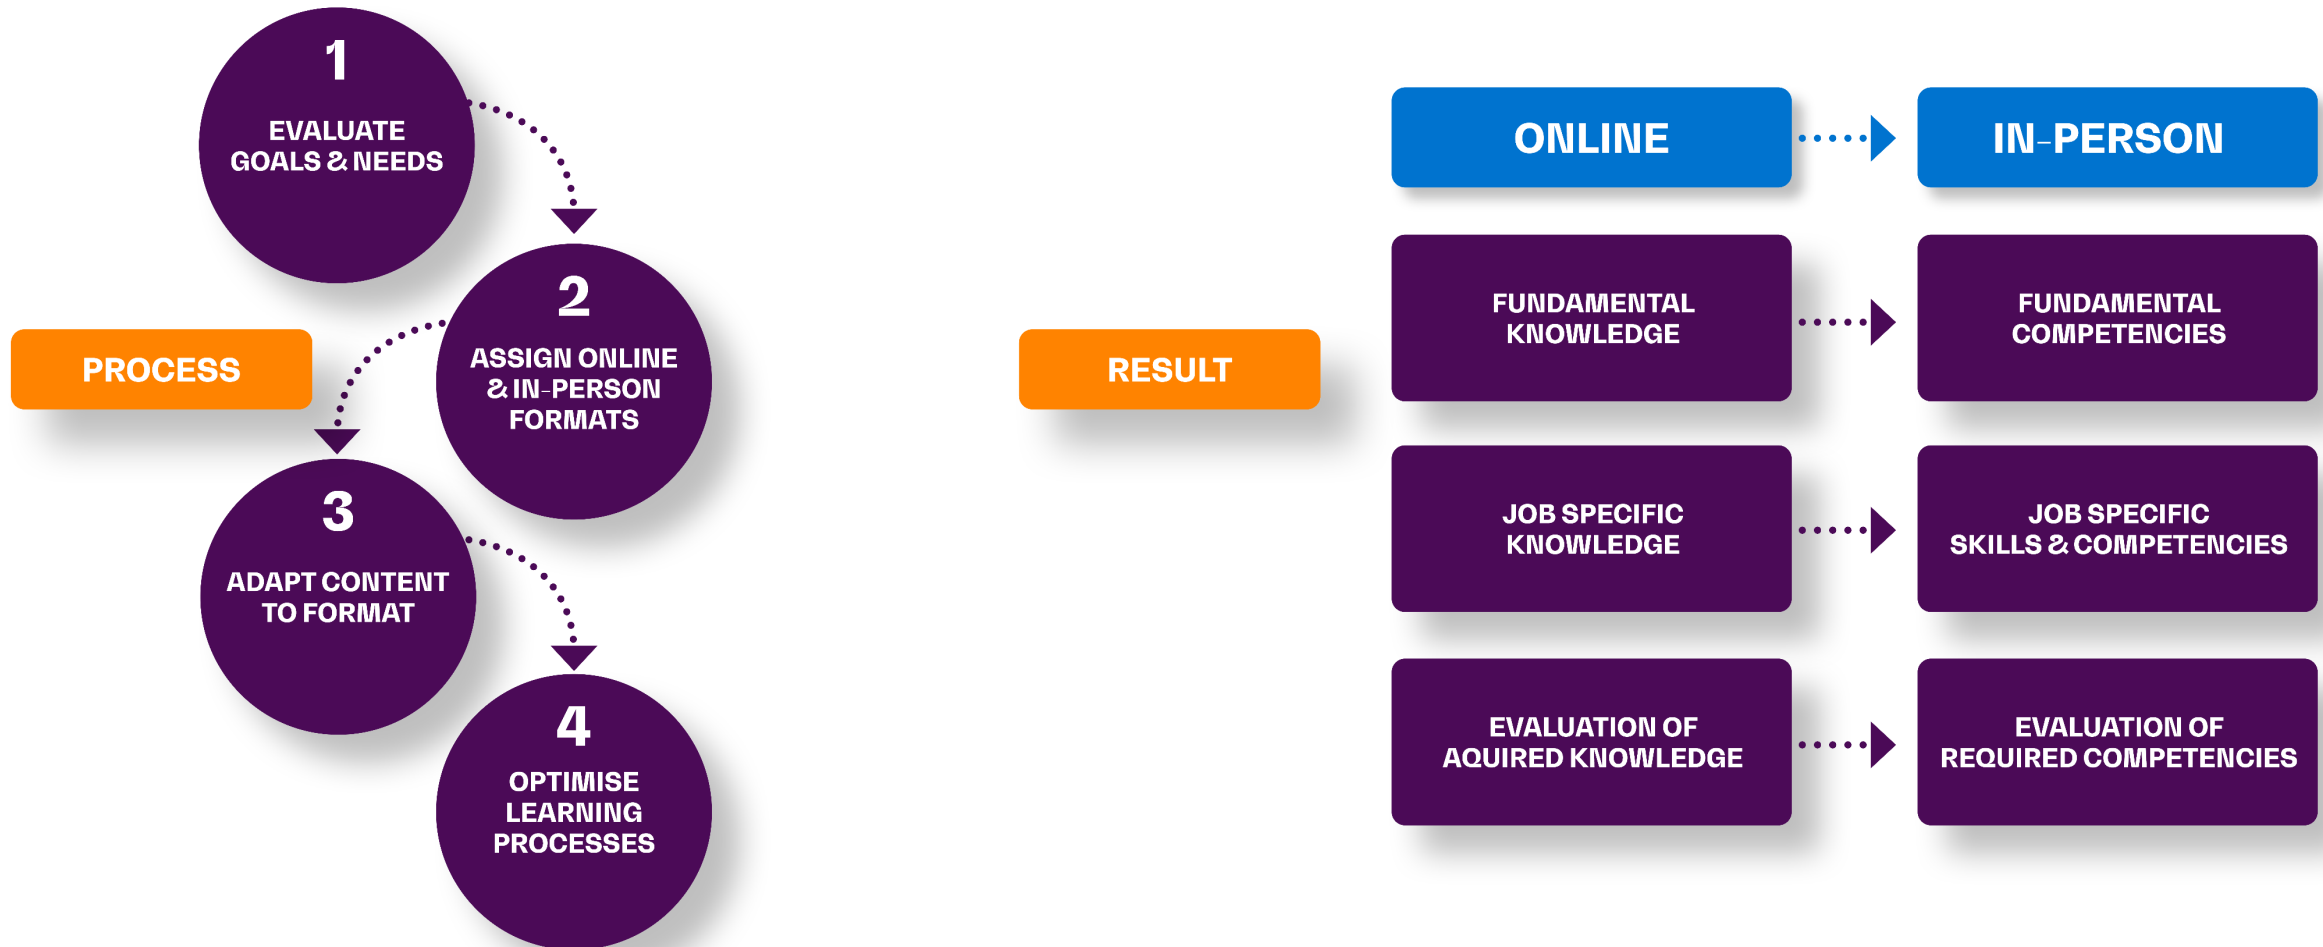 PROCESS
1
EVALUATE
GOALS & NEEDS
2
ASSIGN ONLINE
& IN-PERSON
FORMATS
3
ADAPT CONTENT
TO FORMAT
4
OPTIMISE
LEARNING
PROCESSES
RESULT
ONLINE
IN-PERSON
FUNDAMENTAL
KNOWLEDGE
FUNDAMENTAL
COMPETENCIES
JOB SPECIFIC
KNOWLEDGE
JOB SPECIFIC
SKILLS & COMPETENCIES
EVALUATION OF
AQUIRED KNOWLEDGE
EVALUATION OF
REQUIRED COMPETENCIES